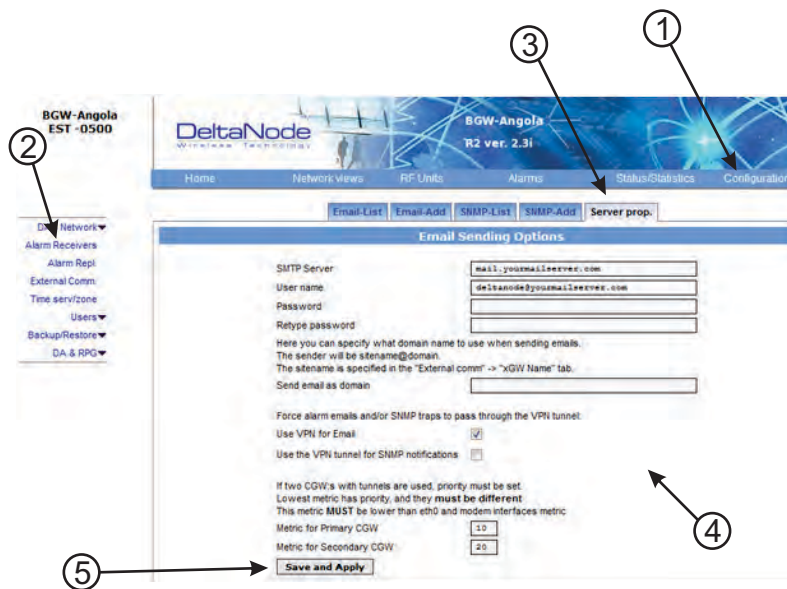 1
3
BGW-Angola
EST -0500
2
DeltaNode
Wireless Technology
BGW-Angola
R2 ver. 2.3i
Home Network views RF Units Alarms Status/Statistics Configuration
Email-List Email-Add SNMP-List SNMP-Add Server prop.
Email Sending Options
Network
Alarm Receivers
Alarm Repl.
External Comm.
Time serv/zone
Users
Backup/Restore
DA & RPG
SMTP Server mail.yourmailserver.com
User name deltanode@yourmailserver.com
Password
Retype password
Here you can specify what domain name to use when sending emails.
The sender will be sitename@domain.
The sitename is specified in the "External comm" -> "xGW Name" tab.
Send email as domain
Force alarm emails and/or SNMP traps to pass through the VPN tunnel:
Use VPN for Email
Use the VPN tunnel for SNMP notifications
If two CGW:s with tunnels are used, priority must be set.
Lowest metric has priority, and they must be different
This metric MUST be lower than eth0 and modem interfaces metric
Metric for Primary CGW 10
Metric for Secondary CGW 20
4
5
Save and Apply